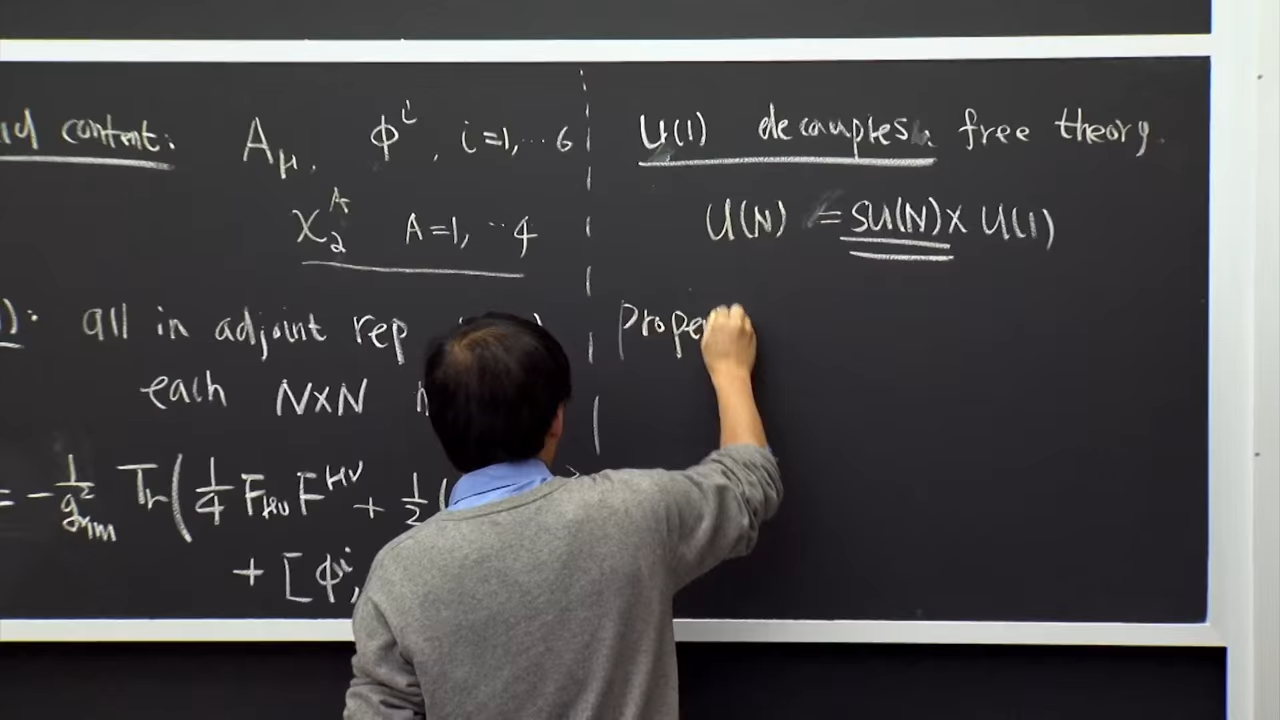 content: A_μ, ϕ^i, i=1,…6
χ_2^A A=1,…4
): all in adjoint rep
each N×N
= -1/g²_YM Tr(1/4 F_μν F^μν + 1/2(
+ [ϕ^i,
U(1) decouples: free theory.
U(N) = SU(N) × U(1)
prope